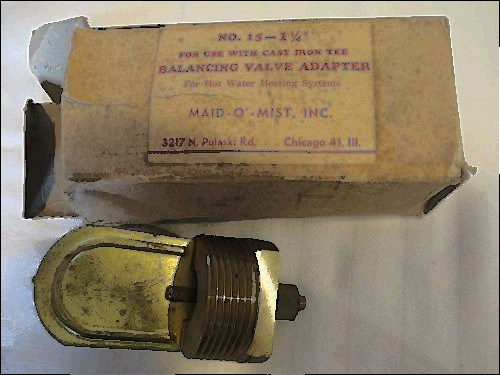 NO. 15—1¼"
FOR USE WITH CAST IRON TEE
BALANCING VALVE ADAPTER
For Hot Water Heating Systems
MAID-O'-MIST, INC.
3217 N. Pulaski Rd. Chicago 41, Ill.